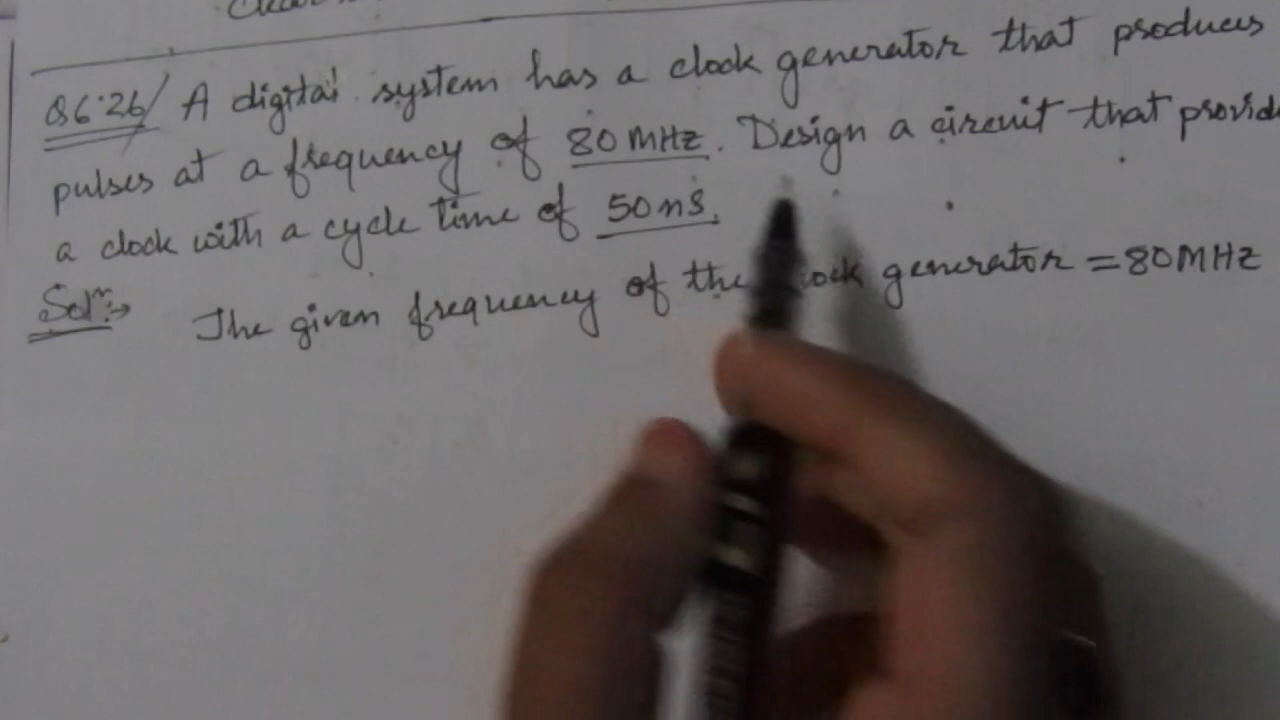 Q6.26/ A digital system has a clock generator that produces
pulses at a frequency of 80 MHz. Design a circuit that provid
a clock with a cycle time of 50 ns.
Solⁿ:→ The given frequency of the clock generator = 80 MHz